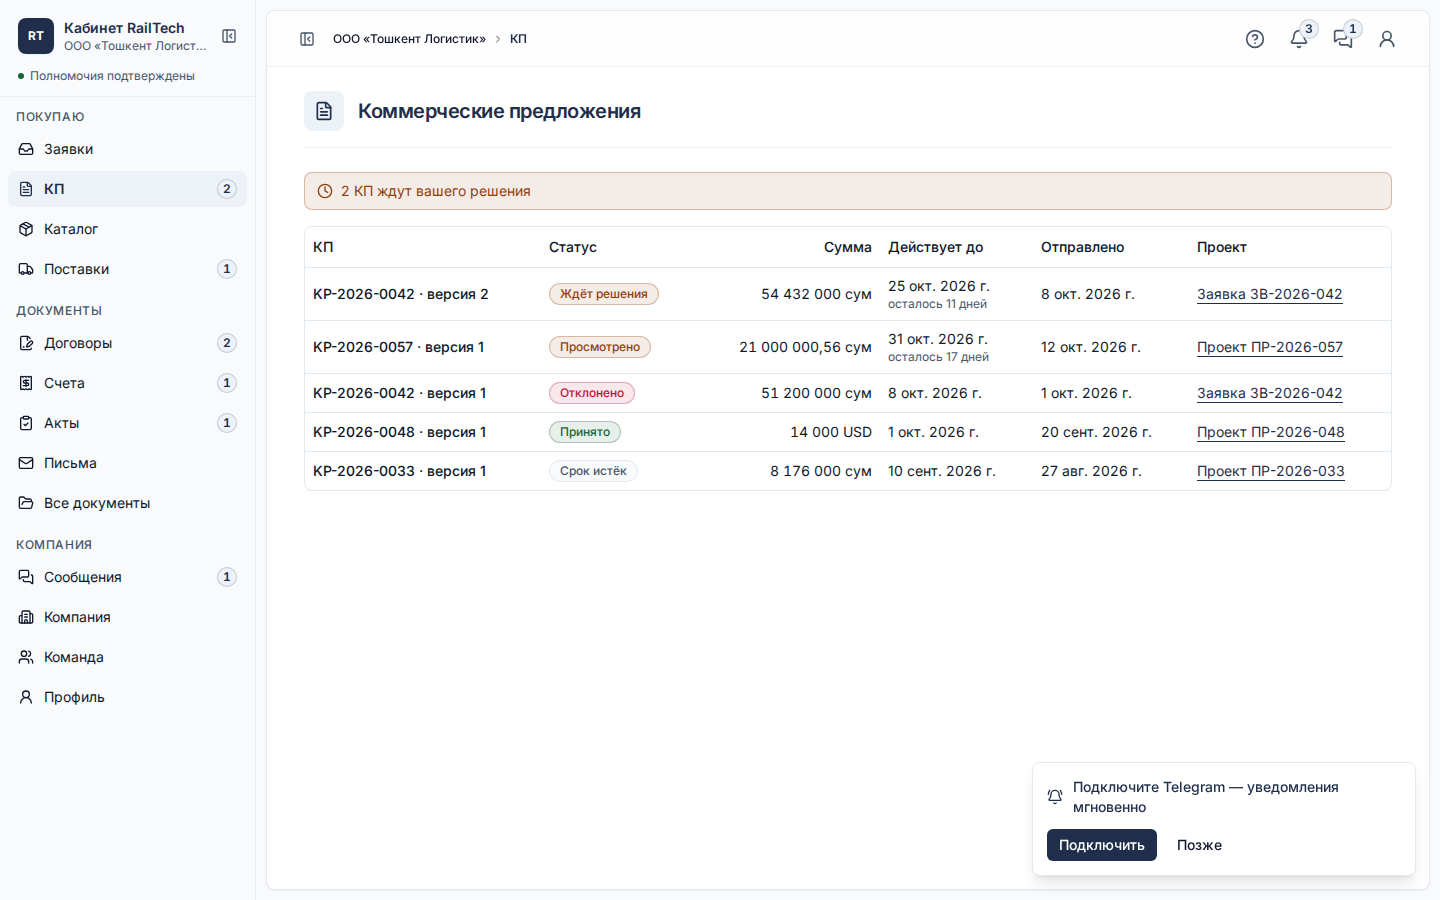 RT
Кабинет RailTech
ООО «Тошкент Логист...
Полномочия подтверждены
ПОКУПАЮ
Заявки
КП 2
Каталог
Поставки 1
ДОКУМЕНТЫ
Договоры 2
Счета 1
Акты 1
Письма
Все документы
КОМПАНИЯ
Сообщения 1
Компания
Команда
Профиль
ООО «Тошкент Логистик» > КП
3
1
Коммерческие предложения
2 КП ждут вашего решения
КП Статус Сумма Действует до Отправлено Проект
KP-2026-0042 · версия 2 Ждёт решения 54 432 000 сум 25 окт. 2026 г. 8 окт. 2026 г. Заявка ЗВ-2026-042
осталось 11 дней
KP-2026-0057 · версия 1 Просмотрено 21 000 000,56 сум 31 окт. 2026 г. 12 окт. 2026 г. Проект ПР-2026-057
осталось 17 дней
KP-2026-0042 · версия 1 Отклонено 51 200 000 сум 8 окт. 2026 г. 1 окт. 2026 г. Заявка ЗВ-2026-042
KP-2026-0048 · версия 1 Принято 14 000 USD 1 окт. 2026 г. 20 сент. 2026 г. Проект ПР-2026-048
KP-2026-0033 · версия 1 Срок истёк 8 176 000 сум 10 сент. 2026 г. 27 авг. 2026 г. Проект ПР-2026-033
Подключите Telegram — уведомления
мгновенно
Подключить Позже